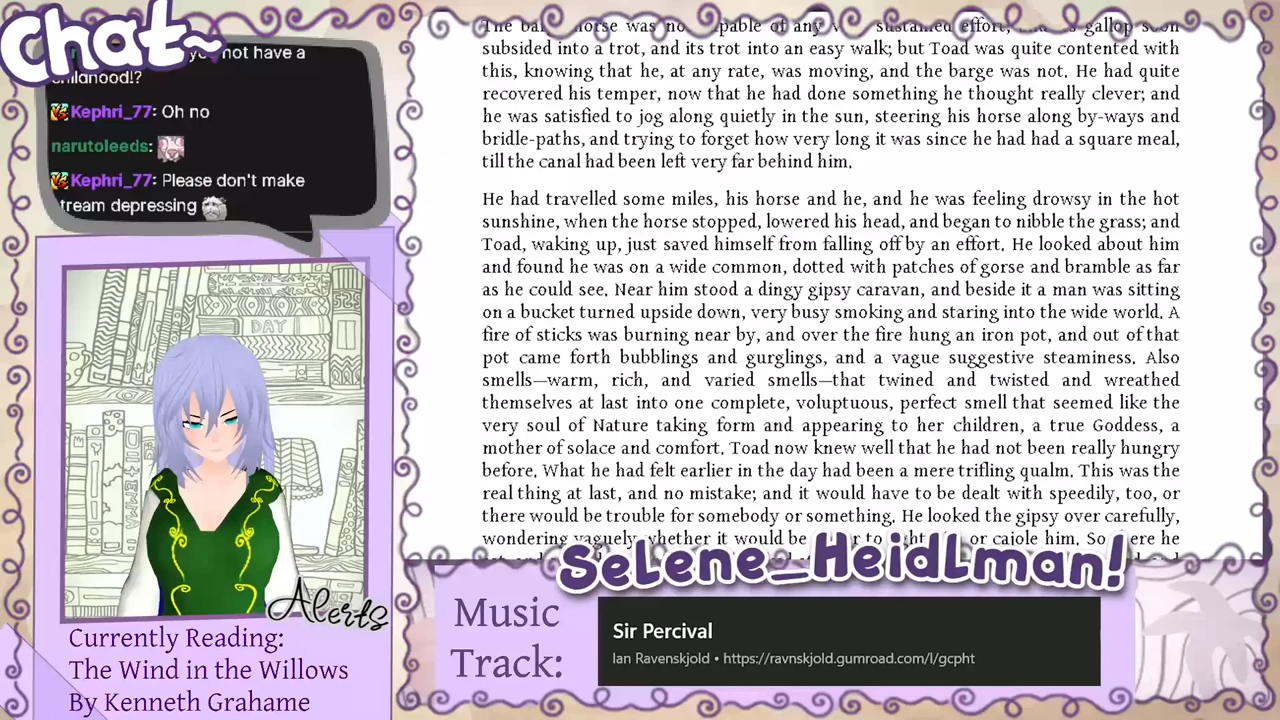 Chat~
not have a
childhood!?
Kephri_77: Oh no
narutoleeds:
Kephri_77: Please don't make
tream depressing
DAY
Alerts
Currently Reading:
The Wind in the Willows
By Kenneth Grahame
horse was capable of any sustained effort, gallop soon
subsided into a trot, and its trot into an easy walk; but Toad was quite contented with
this, knowing that he, at any rate, was moving, and the barge was not. He had quite
recovered his temper, now that he had done something he thought really clever; and
he was satisfied to jog along quietly in the sun, steering his horse along by-ways and
bridle-paths, and trying to forget how very long it was since he had had a square meal,
till the canal had been left very far behind him.
He had travelled some miles, his horse and he, and he was feeling drowsy in the hot
sunshine, when the horse stopped, lowered his head, and began to nibble the grass; and
Toad, waking up, just saved himself from falling off by an effort. He looked about him
and found he was on a wide common, dotted with patches of gorse and bramble as far
as he could see. Near him stood a dingy gipsy caravan, and beside it a man was sitting
on a bucket turned upside down, very busy smoking and staring into the wide world. A
fire of sticks was burning near by, and over the fire hung an iron pot, and out of that
pot came forth bubblings and gurglings, and a vague suggestive steaminess. Also
smells—warm, rich, and varied smells—that twined and twisted and wreathed
themselves at last into one complete, voluptuous, perfect smell that seemed like the
very soul of Nature taking form and appearing to her children, a true Goddess, a
mother of solace and comfort. Toad now knew well that he had not been really hungry
before. What he had felt earlier in the day had been a mere trifling qualm. This was the
real thing at last, and no mistake; and it would have to be dealt with speedily, too, or
there would be trouble for somebody or something. He looked the gipsy over carefully,
wondering vaguely whether it would be or cajole him. So there he
Selene_Heidlman!
Music
Track:
Sir Percival
Ian Ravenskjold • https://ravnskjold.gumroad.com/l/gcpht